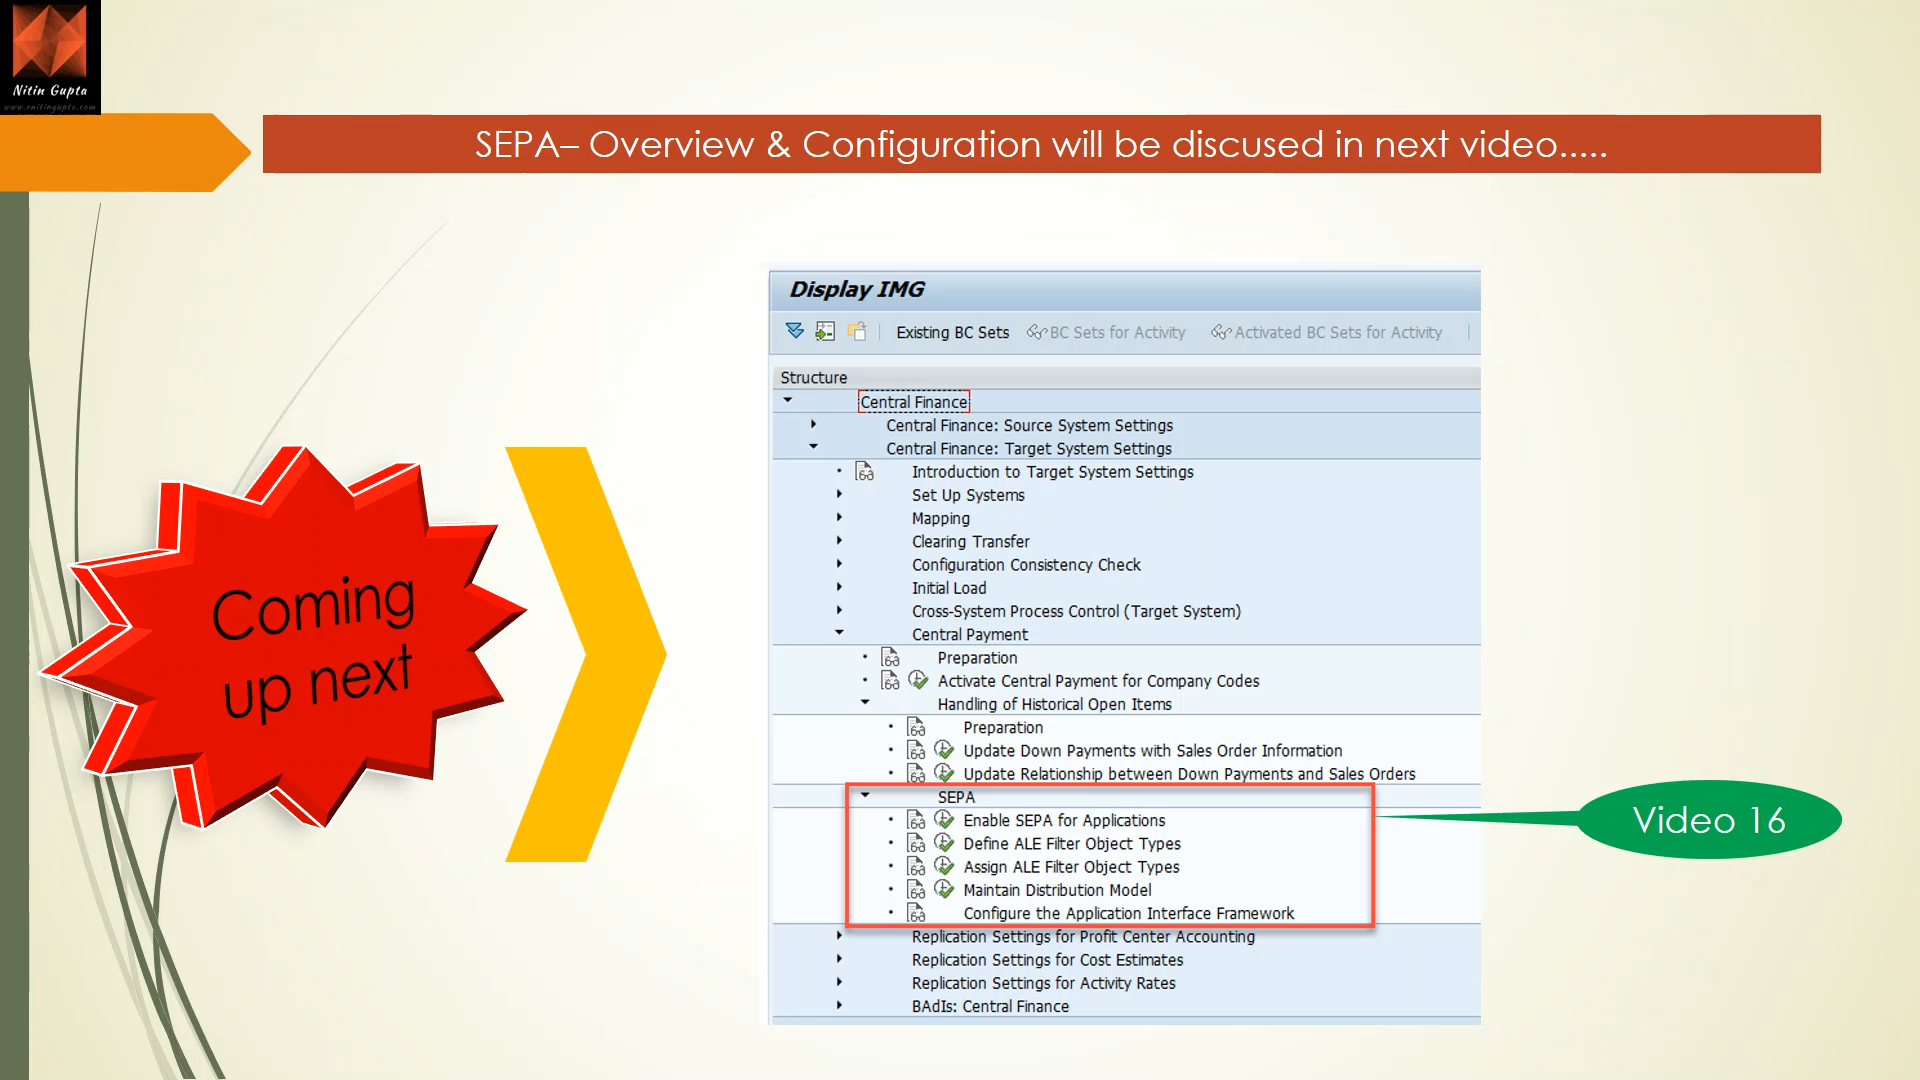 Nitin Gupta
SEPA– Overview & Configuration will be discused in next video.....
Display IMG
Existing BC Sets
BC Sets for Activity
Activated BC Sets for Activity
Structure
Central Finance
Central Finance: Source System Settings
Central Finance: Target System Settings
Introduction to Target System Settings
Set Up Systems
Mapping
Clearing Transfer
Configuration Consistency Check
Initial Load
Cross-System Process Control (Target System)
Central Payment
Preparation
Activate Central Payment for Company Codes
Handling of Historical Open Items
Preparation
Update Down Payments with Sales Order Information
Update Relationship between Down Payments and Sales Orders
SEPA
Enable SEPA for Applications
Define ALE Filter Object Types
Assign ALE Filter Object Types
Maintain Distribution Model
Configure the Application Interface Framework
Replication Settings for Profit Center Accounting
Replication Settings for Cost Estimates
Replication Settings for Activity Rates
BAdIs: Central Finance
Coming
up next
Video 16